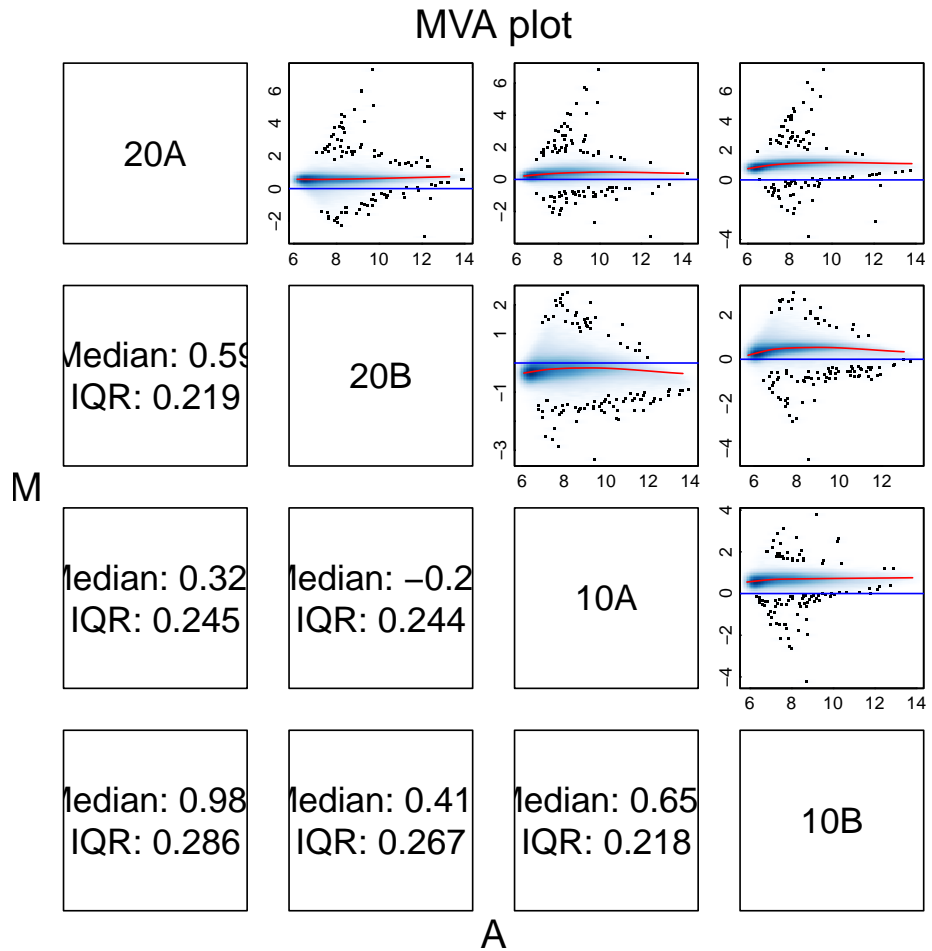 MVA plot
20A
−2 0 2 4 6
6 8 10 12 14
−2 0 2 4 6
6 8 10 12 14
−4 0 2 4 6
6 8 10 12 14
Median: 0.59
IQR: 0.219
20B
−3 −1 1 2
6 8 10 12 14
−4 −2 0 2
6 8 10 12
M
Median: 0.32
IQR: 0.245
Median: −0.2
IQR: 0.244
10A
−4 −2 0 2 4
6 8 10 12 14
Median: 0.98
IQR: 0.286
Median: 0.41
IQR: 0.267
Median: 0.65
IQR: 0.218
10B
A